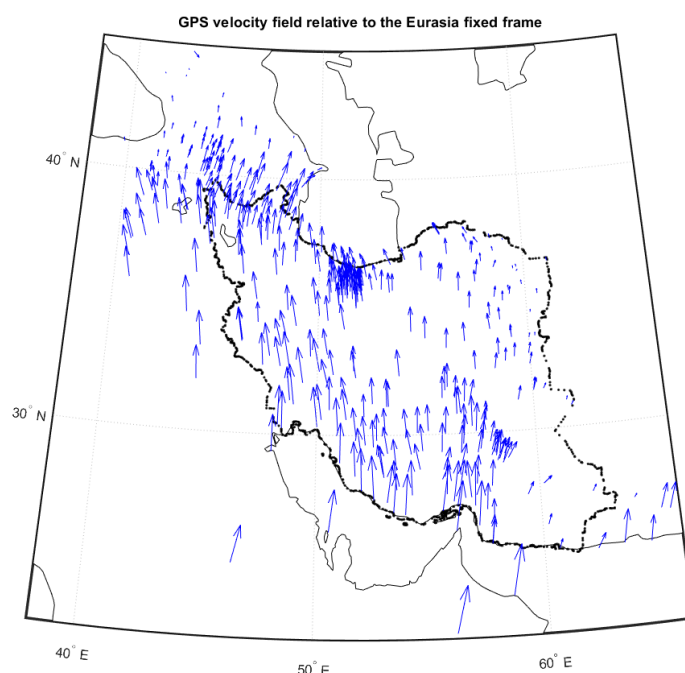 GPS velocity field relative to the Eurasia fixed frame
40° N
30° N
40° E
50° E
60° E